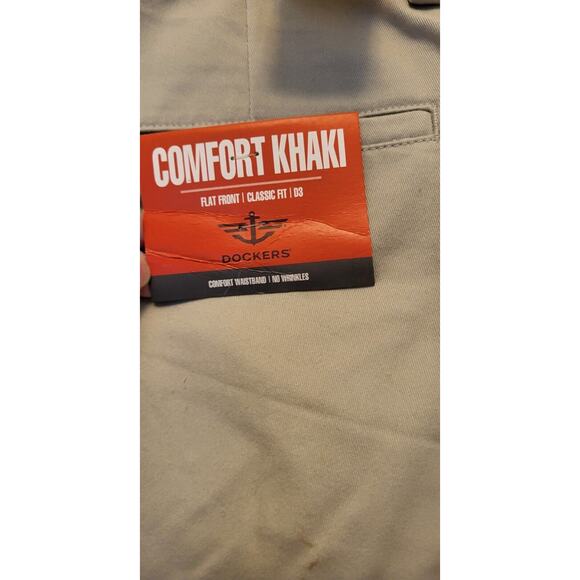 COMFORT KHAKI
FLAT FRONT | CLASSIC FIT | D3
DOCKERS®
COMFORT WAISTBAND | NO WRINKLES